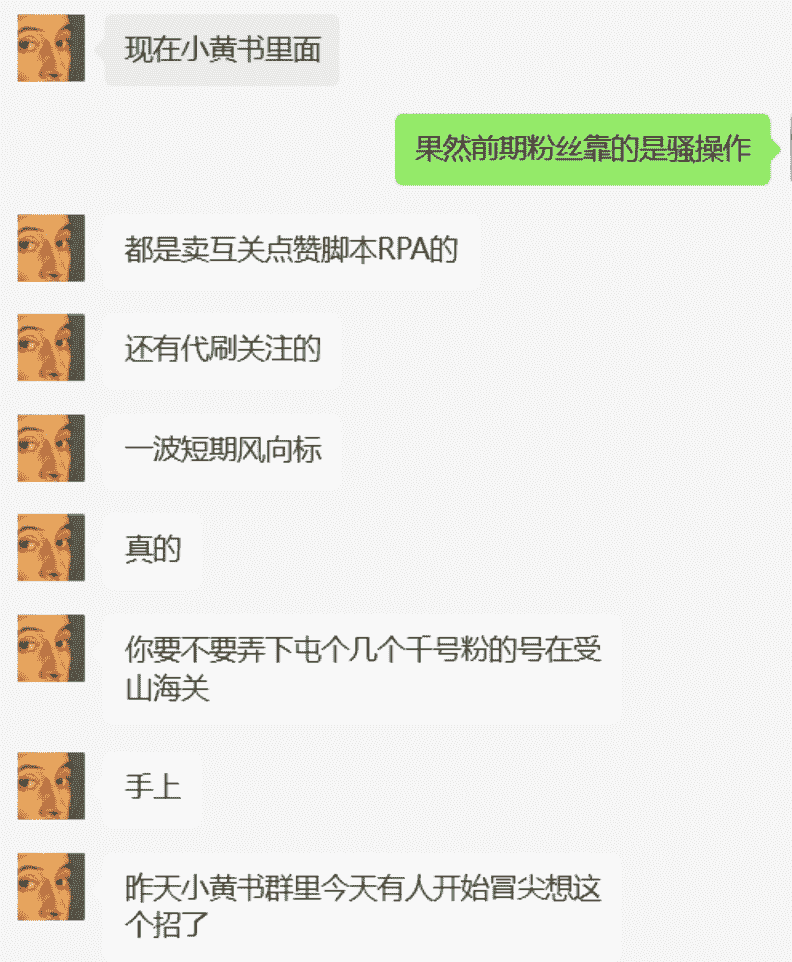 现在小黄书里面
果然前期粉丝靠的是骚操作
都是卖互关点赞脚本RPA的
还有代刷关注的
一波短期风向标
真的
你要不要弄下屯个几个千号粉的号在受
山海关
手上
昨天小黄书群里今天有人开始冒尖想这
个招了